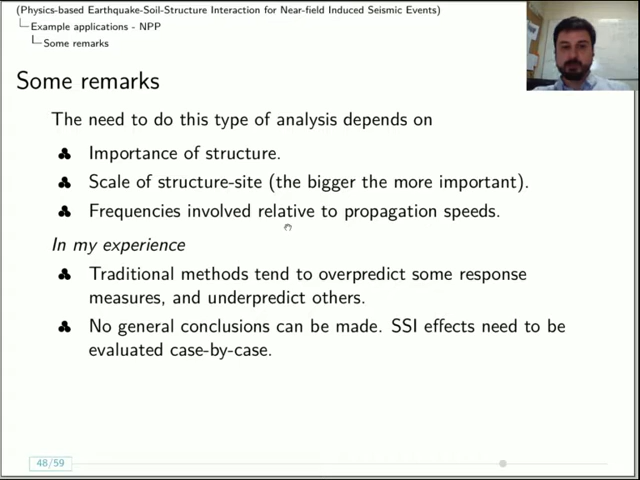 (Physics-based Earthquake-Soil-Structure Interaction for Near-field Induced Seismic Events)
Example applications - NPP
Some remarks
Some remarks
The need to do this type of analysis depends on
Importance of structure.
Scale of structure-site (the bigger the more important).
Frequencies involved relative to propagation speeds.
In my experience
Traditional methods tend to overpredict some response
measures, and underpredict others.
No general conclusions can be made. SSI effects need to be
evaluated case-by-case.
48/59